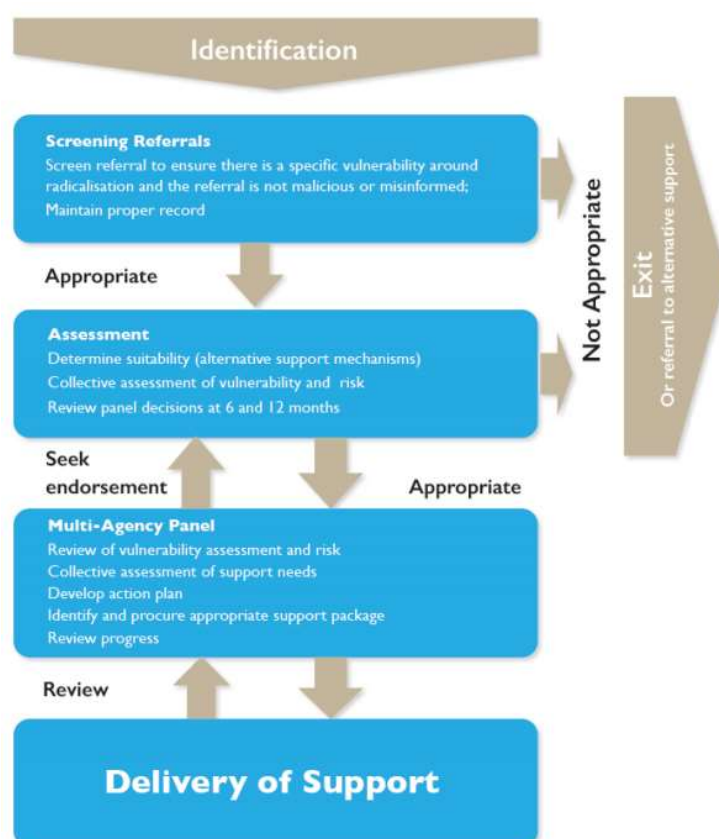 Identification
Screening Referrals
Screen referral to ensure there is a specific vulnerability around
radicalisation and the referral is not malicious or misinformed;
Maintain proper record
Not Appropriate
Exit
Or referral to alternative support
Appropriate
Assessment
Determine suitability (alternative support mechanisms)
Collective assessment of vulnerability and risk
Review panel decisions at 6 and 12 months
Seek
endorsement
Appropriate
Multi-Agency Panel
Review of vulnerability assessment and risk
Collective assessment of support needs
Develop action plan
Identify and procure appropriate support package
Review progress
Review
Delivery of Support